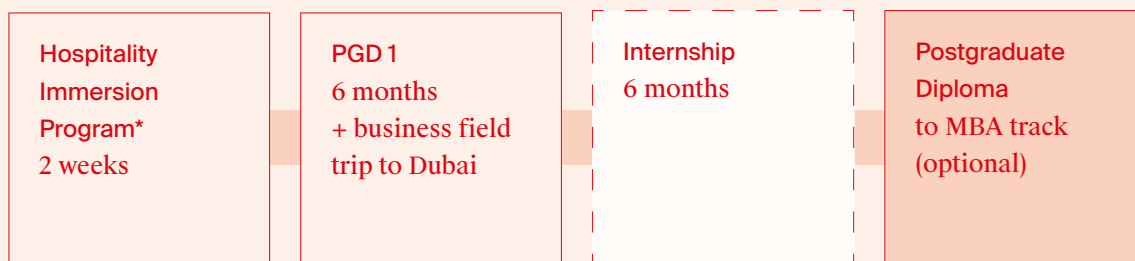 Hospitality
Immersion
Program*
2 weeks
PGD 1
6 months
+ business field
trip to Dubai
Internship
6 months
Postgraduate
Diploma
to MBA track
(optional)